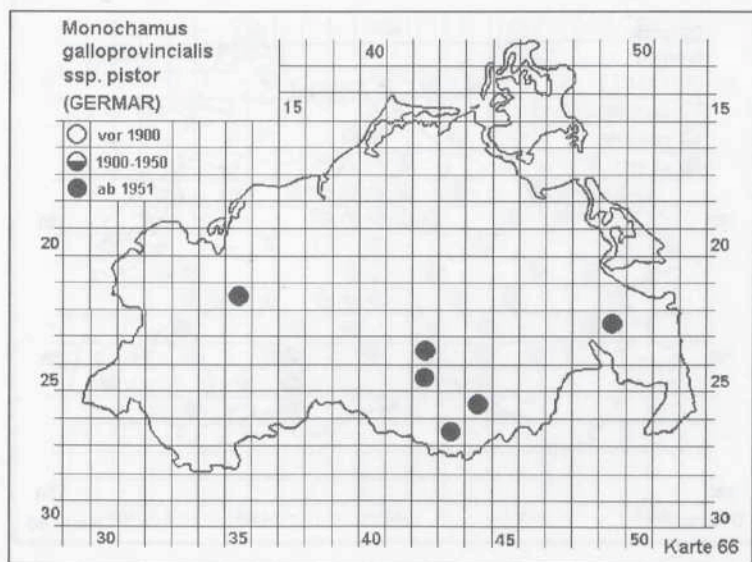 Monochamus
galloprovincialis
ssp. pistor
(GERMAR)
vor 1900
1900-1950
ab 1951
40
50
15
15
20
20
25
25
30
30
30
35
40
45
50
Karte 66